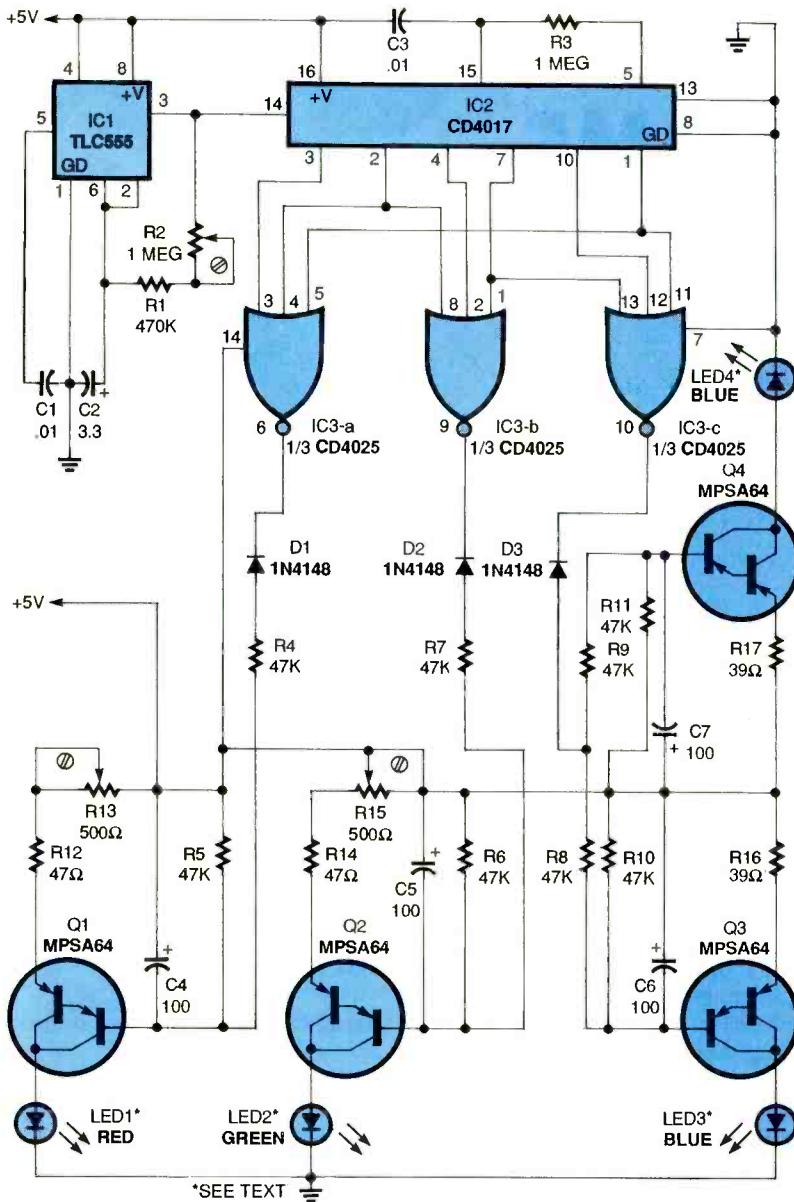 +5V
C3
.01
R3
1 MEG
4
8
+V
5
IC1
TLC555
3
GD
1
6
2
16
+V
15
5
14
IC2
CD4017
13
GD
8
3
2
4
7
10
1
R2
1 MEG
R1
470K
C1
.01
C2
3.3
+
14
3
4
5
6
IC3-a
1/3 CD4025
8
2
1
9
IC3-b
1/3 CD4025
13
12
11
7
10
IC3-c
1/3 CD4025
LED4*
BLUE
Q4
MPSA64
D1
1N4148
D2
1N4148
D3
1N4148
+5V
R4
47K
R7
47K
R11
47K
R9
47K
R17
39Ω
C7
100
+
R13
500Ω
R15
500Ω
R12
47Ω
R5
47K
R14
47Ω
C5
100
+
R6
47K
R8
47K
R10
47K
R16
39Ω
Q1
MPSA64
C4
100
+
Q2
MPSA64
C6
100
+
Q3
MPSA64
LED1*
RED
LED2*
GREEN
LED3*
BLUE
*SEE TEXT